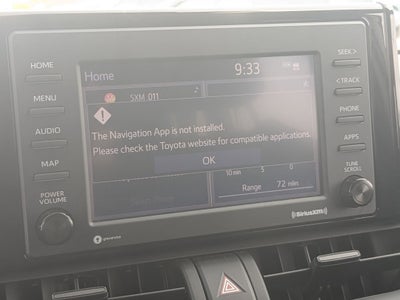 HOME
MENU
AUDIO
MAP
POWER
VOLUME
Home
9:33
SXM 011
The Navigation App is not installed.
Please check the Toyota website for compatible applications.
OK
10 min 5 0
Range 72 miles
SEEK >
< TRACK
PHONE
APPS
TUNE
SCROLL
SiriusXM